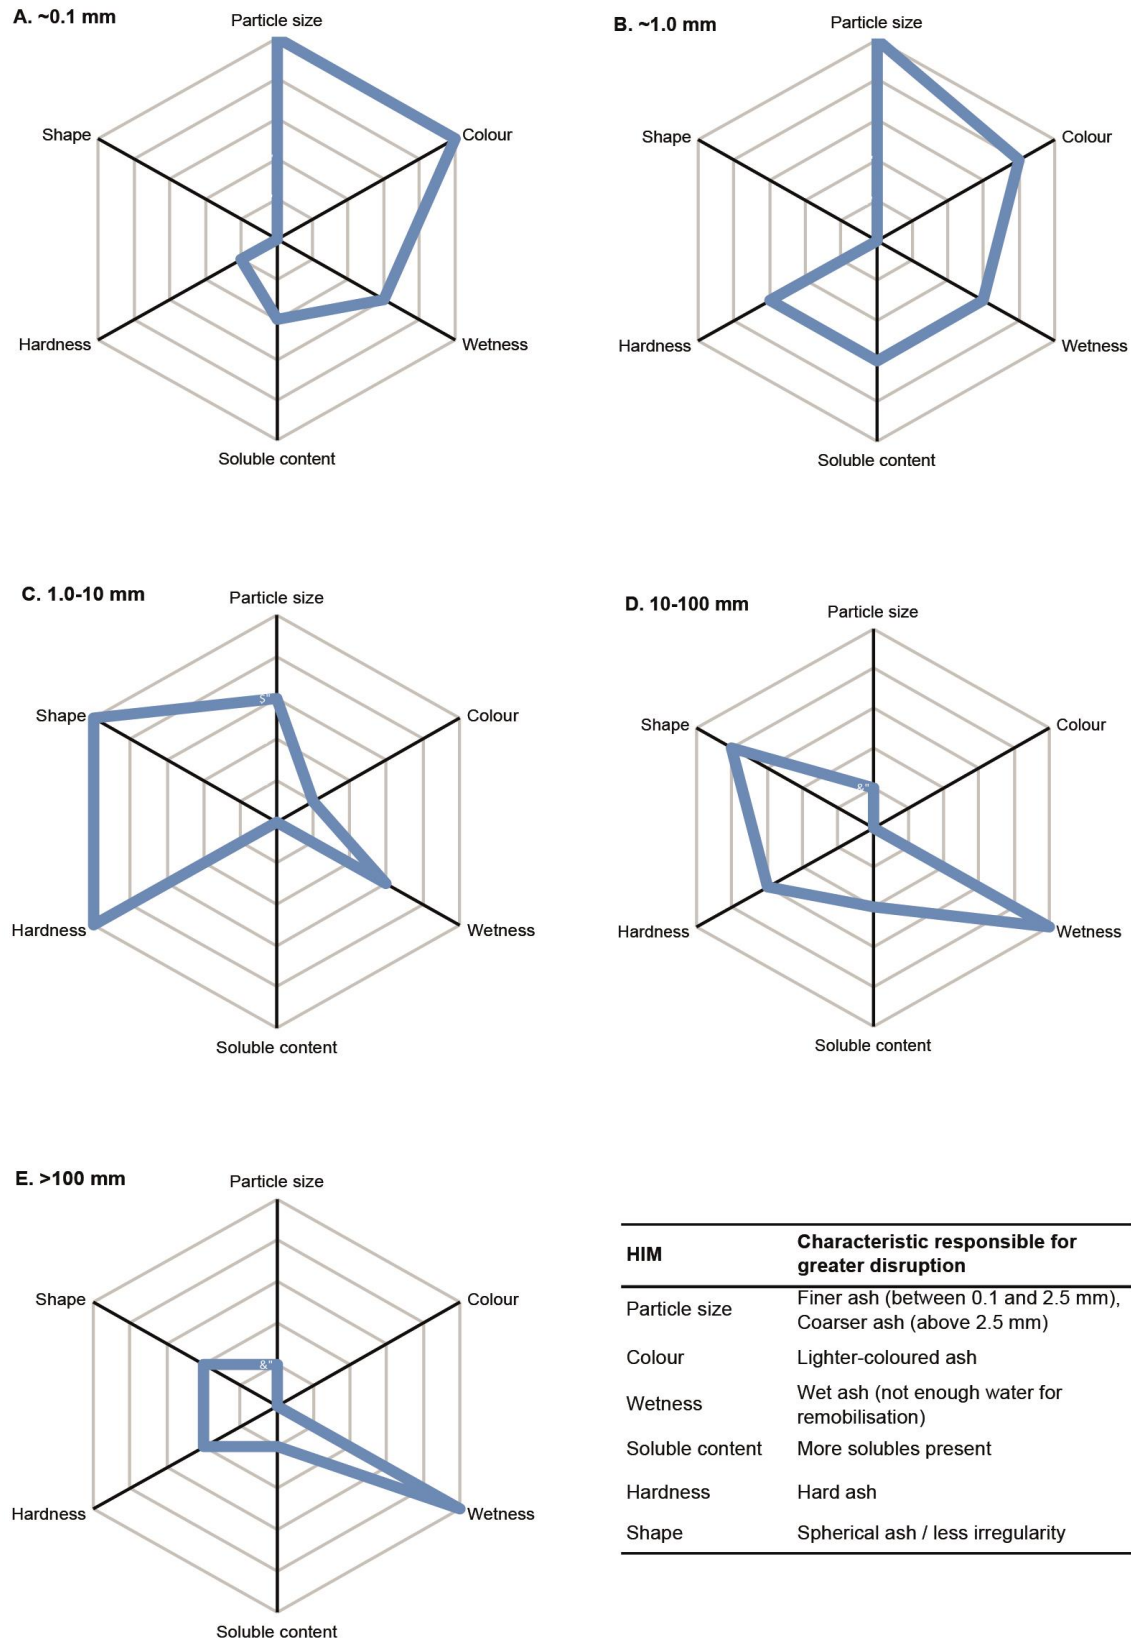 A. ~0.1 mm
Particle size
Shape
Colour
Hardness
Wetness
Soluble content
B. ~1.0 mm
Particle size
Shape
Colour
Hardness
Wetness
Soluble content
C. 1.0-10 mm
Particle size
$"
Shape
Colour
Hardness
Wetness
Soluble content
D. 10-100 mm
Particle size
Shape
Colour
&"
Hardness
Wetness
Soluble content
E. >100 mm
Particle size
Shape
Colour
&"
Hardness
Wetness
Soluble content
HIM
Characteristic responsible for
greater disruption
Particle size
Finer ash (between 0.1 and 2.5 mm),
Coarser ash (above 2.5 mm)
Colour
Lighter-coloured ash
Wetness
Wet ash (not enough water for
remobilisation)
Soluble content
More solubles present
Hardness
Hard ash
Shape
Spherical ash / less irregularity